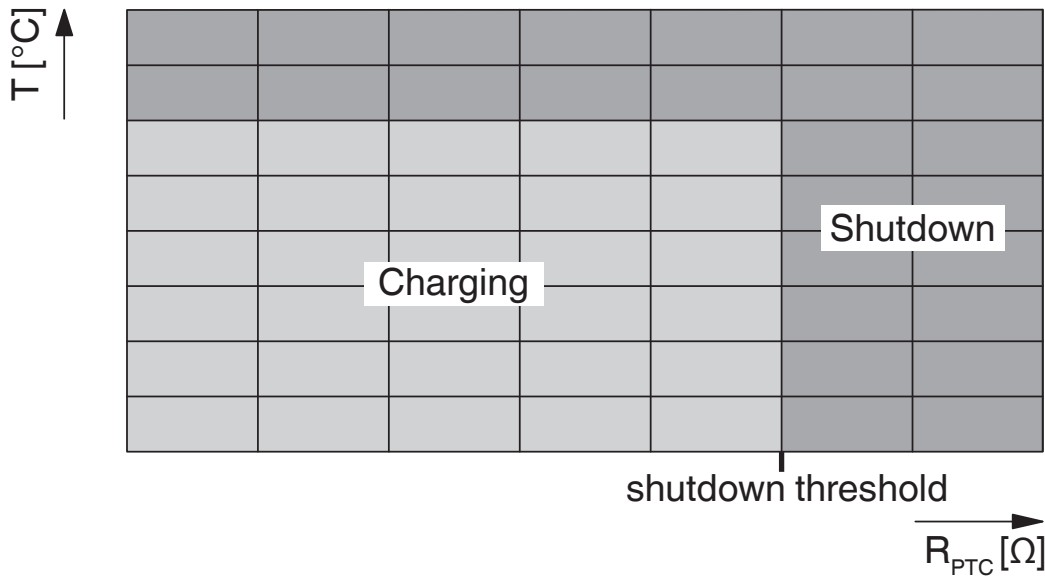 T [°C]
Shutdown
Charging
shutdown threshold
R_PTC [Ω]